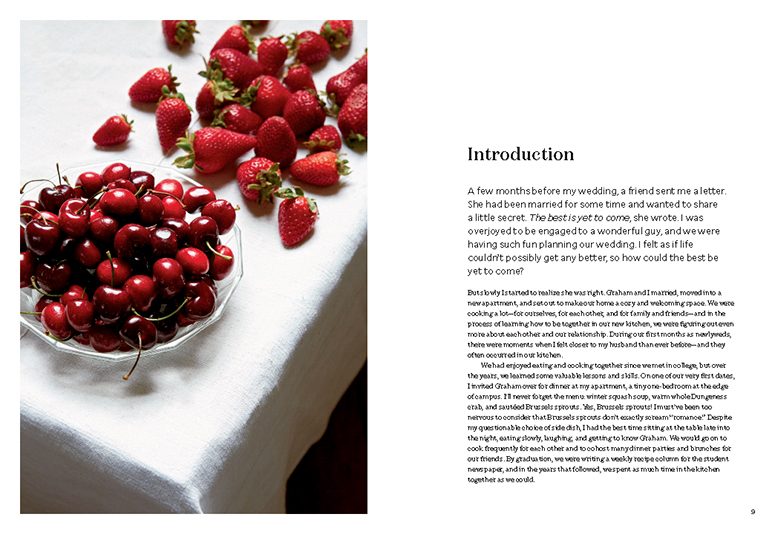 Introduction
A few months before my wedding, a friend sent me a letter.
She had been married for some time and wanted to share
a little secret. The best is yet to come, she wrote. I was
overjoyed to be engaged to a wonderful guy, and we were
having such fun planning our wedding. I felt as if life
couldn't possibly get any better, so how could the best be
yet to come?
But slowly I started to realize she was right. Graham and I married, moved into a
new apartment, and set out to make our home a cozy and welcoming space. We were
cooking a lot—for ourselves, for each other, and for family and friends—and in the
process of learning how to be together in our new kitchen, we were figuring out even
more about each other and our relationship. During our first months as newlyweds,
there were moments when I felt closer to my husband than ever before—and they
often occurred in our kitchen.
We had enjoyed eating and cooking together since we met in college, but over
the years, we learned some valuable lessons and skills. On one of our very first dates,
I invited Graham over for dinner at my apartment, a tiny one-bedroom at the edge
of campus. I'll never forget the menu: winter squash soup, warm whole Dungeness
crab, and sautéed Brussels sprouts. Yes, Brussels sprouts! I must've been too
nervous to consider that Brussels sprouts don't exactly scream "romance." Despite
my questionable choice of side dish, I had the best time sitting at the table late into
the night, eating slowly, laughing, and getting to know Graham. We would go on to
cook frequently for each other and to cohost many dinner parties and brunches for
our friends. By graduation, we were writing a weekly recipe column for the student
newspaper, and in the years that followed, we spent as much time in the kitchen
together as we could.
9